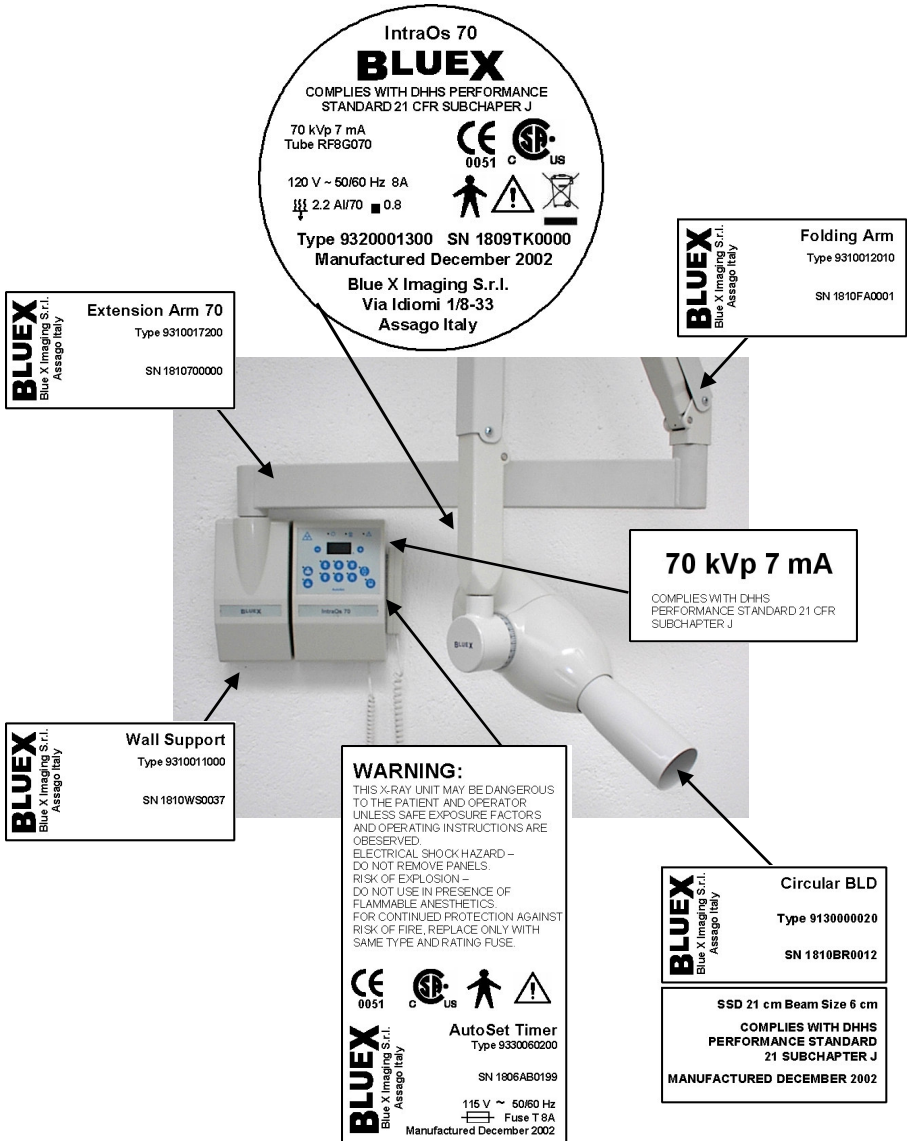 IntraOs 70
BLUEX
COMPLIES WITH DHHS PERFORMANCE
STANDARD 21 CFR SUBCHAPER J
70 kVp 7 mA
Tube RF8G070
CE
0051
C SA US
120 V ~ 50/60 Hz 8A
2.2 Al/70 ■ 0.8
Type 9320001300 SN 1809TK0000
Manufactured December 2002
Blue X Imaging S.r.l.
Via Idiomi 1/8-33
Assago Italy
BLUEX
Blue X Imaging S.r.l.
Assago Italy
Folding Arm
Type 9310012010
SN 1810FA0001
BLUEX
Blue X Imaging S.r.l.
Assago Italy
Extension Arm 70
Type 9310017200
SN 1810700000
70 kVp 7 mA
COMPLIES WITH DHHS
PERFORMANCE STANDARD 21 CFR
SUBCHAPTER J
BLUEX
IntraOs 70
BLUEX
BLUEX
Blue X Imaging S.r.l.
Assago Italy
Wall Support
Type 9310011000
SN 1810WS0037
WARNING:
THIS X-RAY UNIT MAY BE DANGEROUS
TO THE PATIENT AND OPERATOR
UNLESS SAFE EXPOSURE FACTORS
AND OPERATING INSTRUCTIONS ARE
OBESERVED.
ELECTRICAL SHOCK HAZARD –
DO NOT REMOVE PANELS.
RISK OF EXPLOSION –
DO NOT USE IN PRESENCE OF
FLAMMABLE ANESTHETICS.
FOR CONTINUED PROTECTION AGAINST
RISK OF FIRE, REPLACE ONLY WITH
SAME TYPE AND RATING FUSE.
CE
0051
C SA US
BLUEX
Blue X Imaging S.r.l.
Assago Italy
AutoSet Timer
Type 9330060200
SN 1806AB0199
115 V ~ 50/60 Hz
Fuse T 8A
Manufactured December 2002
BLUEX
Blue X Imaging S.r.l.
Assago Italy
Circular BLD
Type 9130000020
SN 1810BR0012
SSD 21 cm Beam Size 6 cm
COMPLIES WITH DHHS
PERFORMANCE STANDARD
21 SUBCHAPTER J
MANUFACTURED DECEMBER 2002